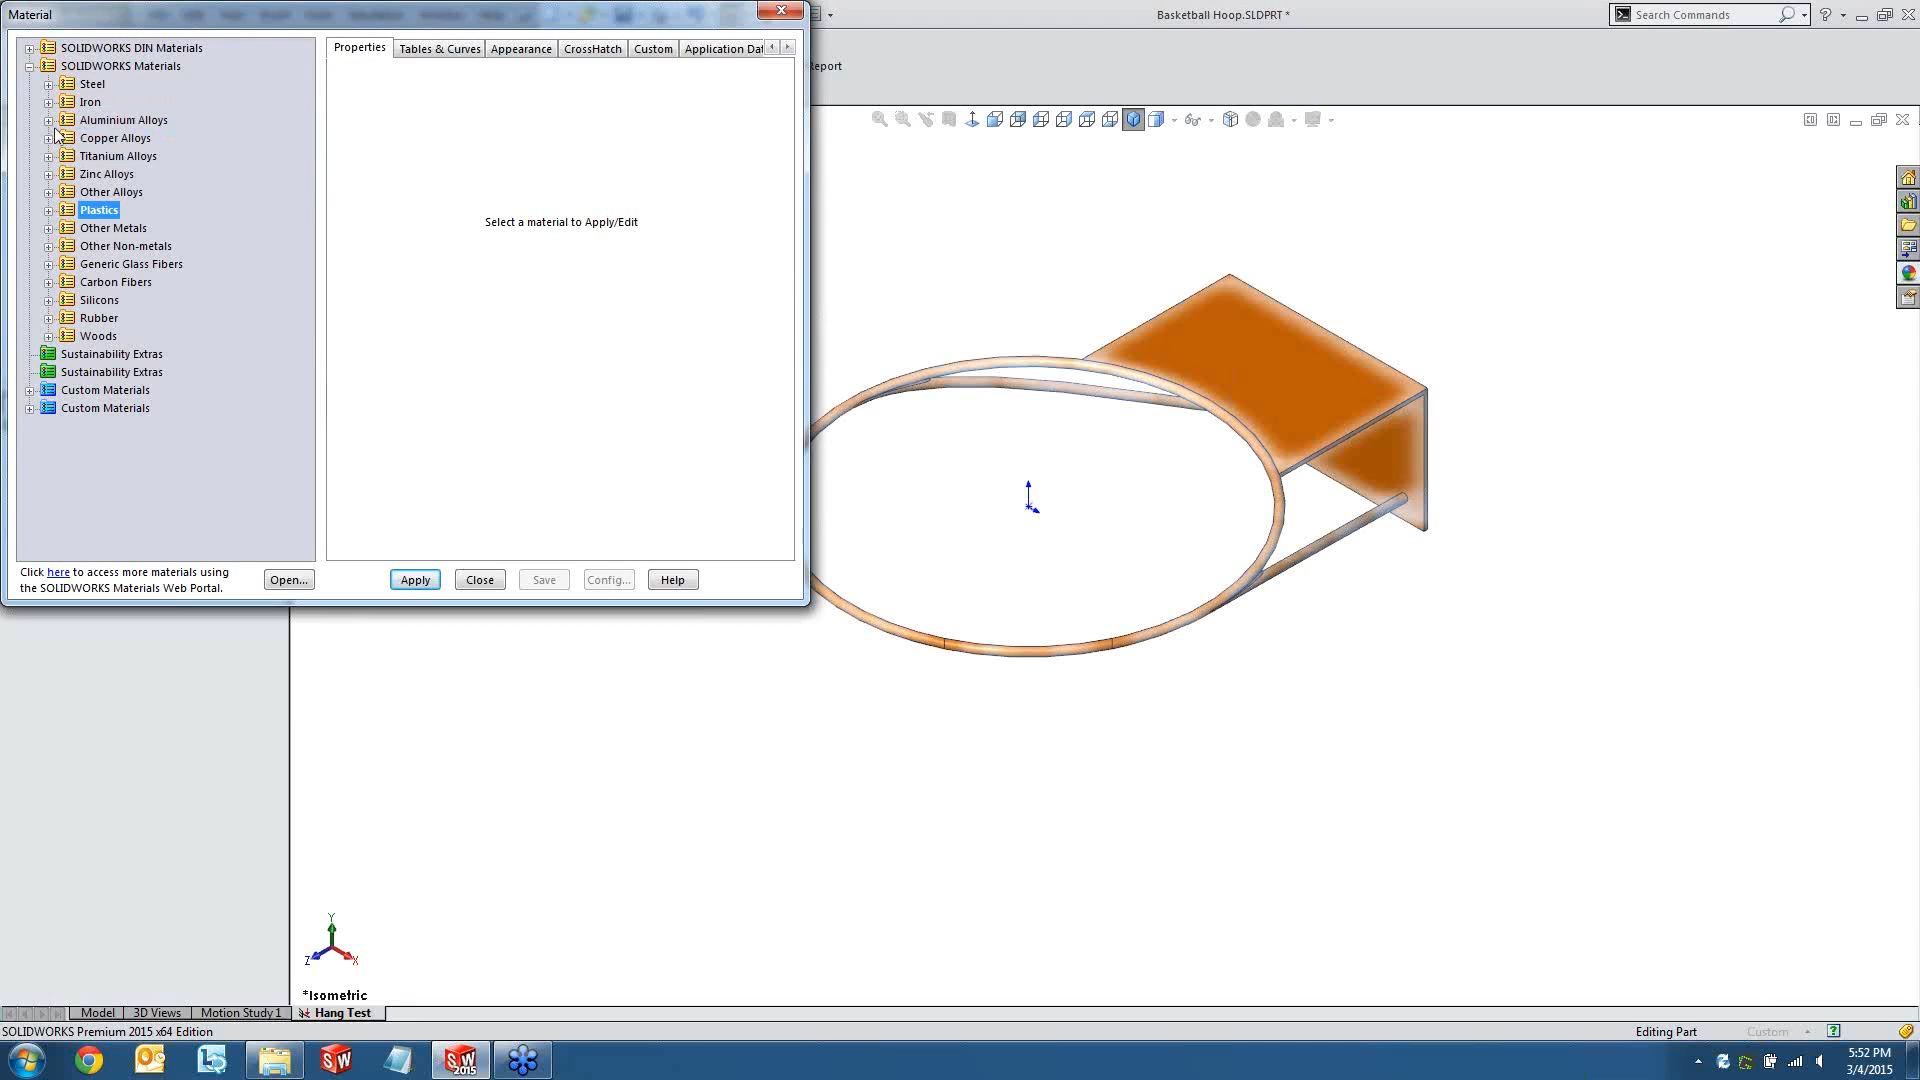 Material
Basketball Hoop.SLDPRT *
Search Commands
SOLIDWORKS DIN Materials
SOLIDWORKS Materials
Steel
Iron
Aluminium Alloys
Copper Alloys
Titanium Alloys
Zinc Alloys
Other Alloys
Plastics
Other Metals
Other Non-metals
Generic Glass Fibers
Carbon Fibers
Silicons
Rubber
Woods
Sustainability Extras
Sustainability Extras
Custom Materials
Custom Materials
Properties Tables & Curves Appearance CrossHatch Custom Application Dat
Select a material to Apply/Edit
Click here to access more materials using
the SOLIDWORKS Materials Web Portal.
Open... Apply Close Save Config... Help
Report
Y
Z X
*Isometric
Model 3D Views Motion Study 1 Hang Test
SOLIDWORKS Premium 2015 x64 Edition
Editing Part Custom
SW SW 2015
5:52 PM
3/4/2015